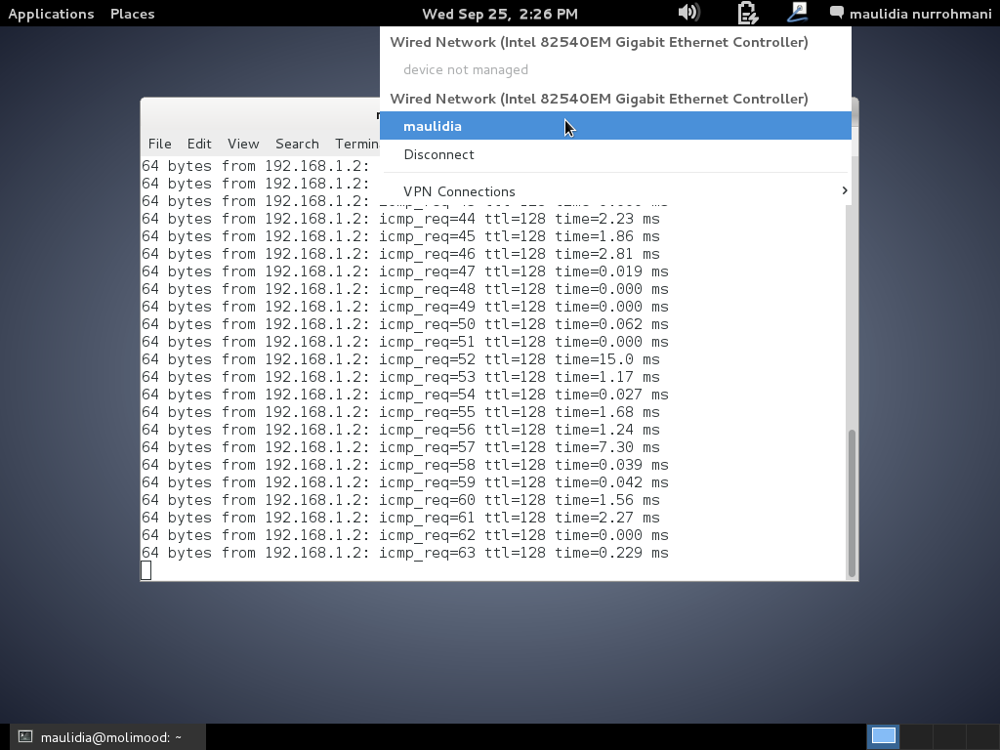 Applications Places Wed Sep 25, 2:26 PM maulidia nurrohmani
Wired Network (Intel 82540EM Gigabit Ethernet Controller)
device not managed
Wired Network (Intel 82540EM Gigabit Ethernet Controller)
maulidia
Disconnect
VPN Connections
File Edit View Search Termin
64 bytes from 192.168.1.2:
64 bytes from 192.168.1.2:
64 bytes from 192.168.1.2:
64 bytes from 192.168.1.2: icmp_req=44 ttl=128 time=2.23 ms
64 bytes from 192.168.1.2: icmp_req=45 ttl=128 time=1.86 ms
64 bytes from 192.168.1.2: icmp_req=46 ttl=128 time=2.81 ms
64 bytes from 192.168.1.2: icmp_req=47 ttl=128 time=0.019 ms
64 bytes from 192.168.1.2: icmp_req=48 ttl=128 time=0.000 ms
64 bytes from 192.168.1.2: icmp_req=49 ttl=128 time=0.000 ms
64 bytes from 192.168.1.2: icmp_req=50 ttl=128 time=0.062 ms
64 bytes from 192.168.1.2: icmp_req=51 ttl=128 time=0.000 ms
64 bytes from 192.168.1.2: icmp_req=52 ttl=128 time=15.0 ms
64 bytes from 192.168.1.2: icmp_req=53 ttl=128 time=1.17 ms
64 bytes from 192.168.1.2: icmp_req=54 ttl=128 time=0.027 ms
64 bytes from 192.168.1.2: icmp_req=55 ttl=128 time=1.68 ms
64 bytes from 192.168.1.2: icmp_req=56 ttl=128 time=1.24 ms
64 bytes from 192.168.1.2: icmp_req=57 ttl=128 time=7.30 ms
64 bytes from 192.168.1.2: icmp_req=58 ttl=128 time=0.039 ms
64 bytes from 192.168.1.2: icmp_req=59 ttl=128 time=0.042 ms
64 bytes from 192.168.1.2: icmp_req=60 ttl=128 time=1.56 ms
64 bytes from 192.168.1.2: icmp_req=61 ttl=128 time=2.27 ms
64 bytes from 192.168.1.2: icmp_req=62 ttl=128 time=0.000 ms
64 bytes from 192.168.1.2: icmp_req=63 ttl=128 time=0.229 ms
maulidia@molimood: ~